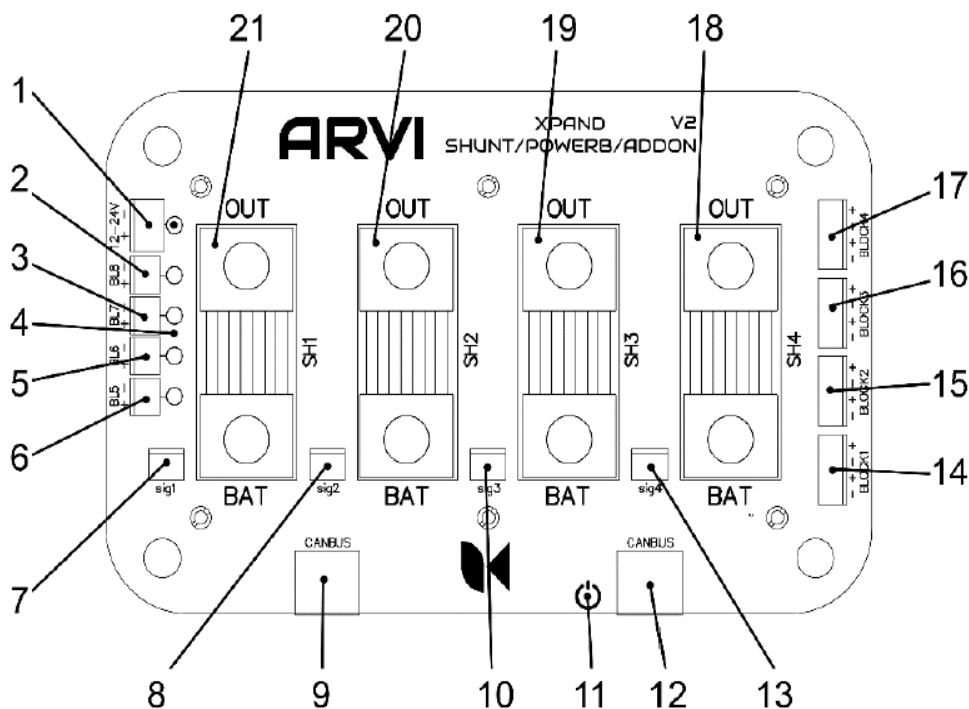 21
20
19
18
1
2
3
4
5
6
7
8
9
10
11
12
13
14
15
16
17
ARVI
XPAND V2
SHUNT/POWERB/ADDON
12-24V
- +
BL8
- +
BL7
- +
BL6
- +
BL5
- +
OUT
OUT
OUT
OUT
SH1
SH2
SH3
SH4
BAT
BAT
BAT
BAT
sig1
sig2
sig3
sig4
BLOCK4
+ - + -
BLOCK3
+ - + -
BLOCK2
+ - + -
BLOCK1
+ - + -
CANBUS
CANBUS